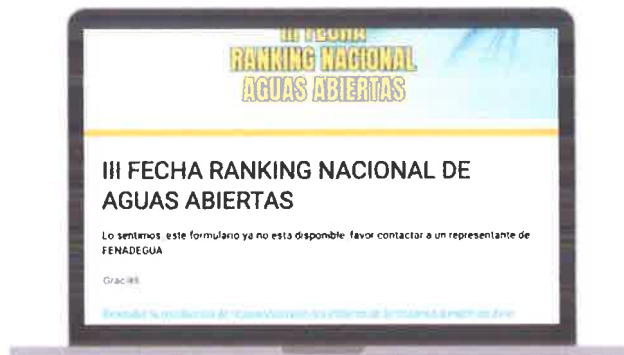 III FECHA
RANKING NACIONAL
AGUAS ABIERTAS
III FECHA RANKING NACIONAL DE
AGUAS ABIERTAS
Lo sentimos, este formulario ya no esta disponible, favor contactar a un representante de
FENADEGUA
Gracias